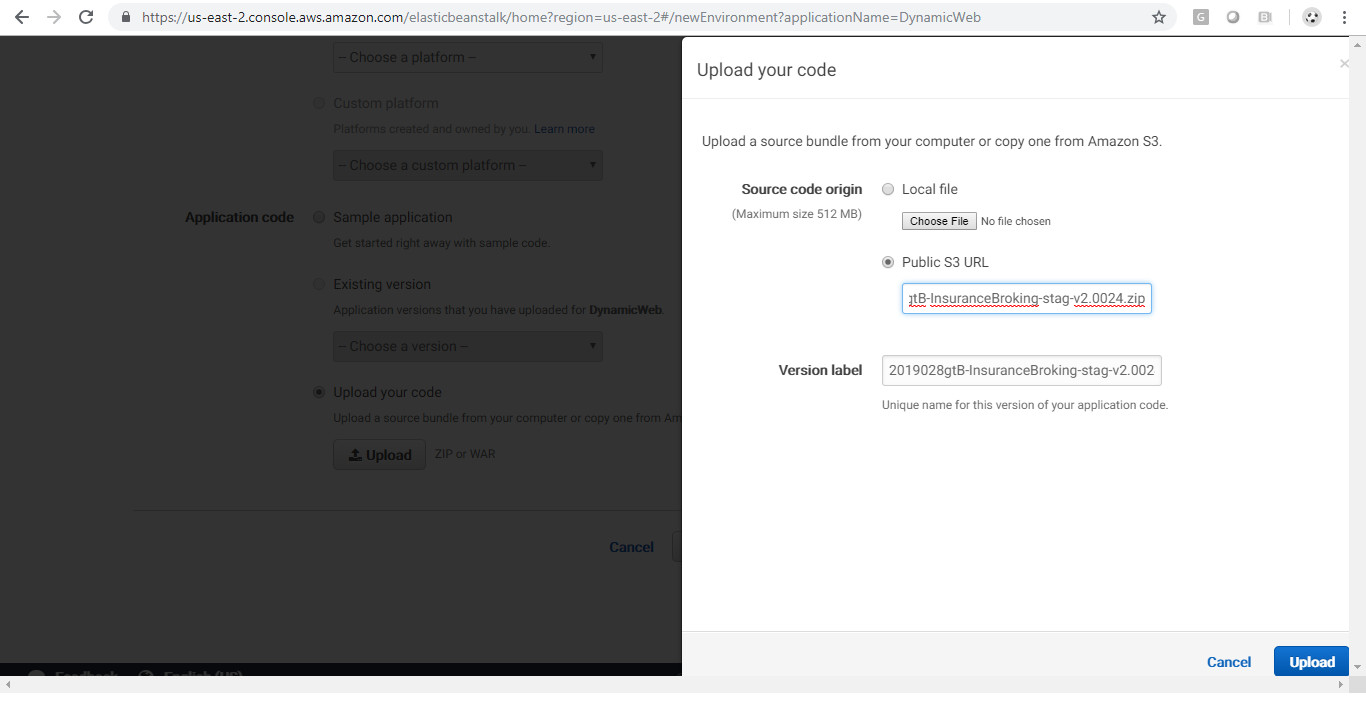 https://us-east-2.console.aws.amazon.com/elasticbeanstalk/home?region=us-east-2#/newEnvironment?applicationName=DynamicWeb
-- Choose a platform --
Custom platform
Platforms created and owned by you. Learn more
-- Choose a custom platform --
Application code
Sample application
Get started right away with sample code.
Existing version
Application versions that you have uploaded for DynamicWeb.
-- Choose a version --
Upload your code
Upload a source bundle from your computer or copy one from Am
Upload ZIP or WAR
Cancel
Feedback English (US)
Upload your code
Upload a source bundle from your computer or copy one from Amazon S3.
Source code origin
(Maximum size 512 MB)
Local file
Choose File No file chosen
Public S3 URL
gtB-InsuranceBroking-stag-v2.0024.zip
Version label
2019028gtB-InsuranceBroking-stag-v2.002
Unique name for this version of your application code.
Cancel Upload